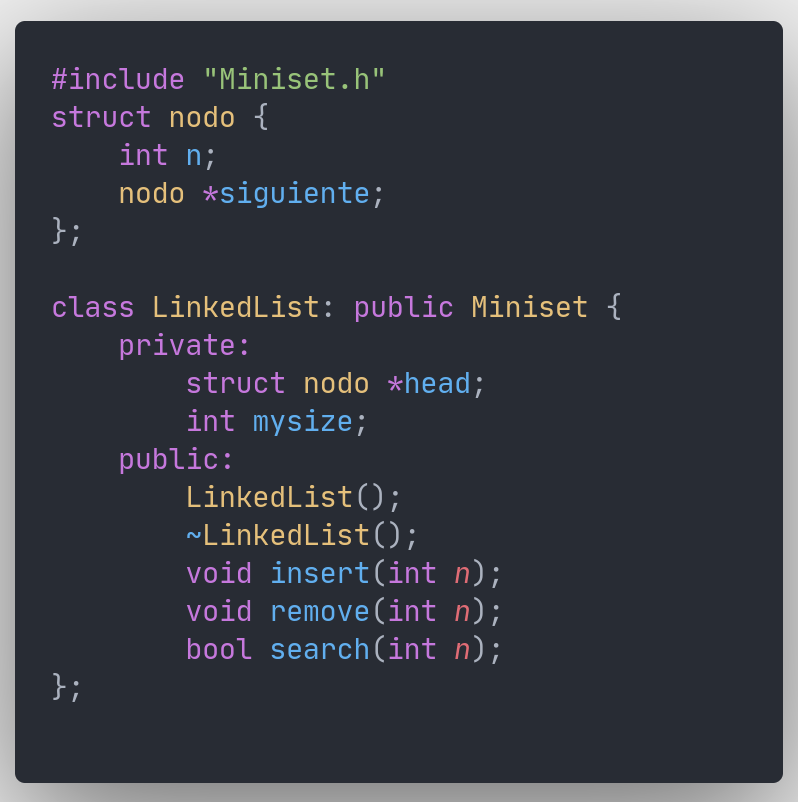 #include "Miniset.h"
struct nodo {
    int n;
    nodo *siguiente;
};

class LinkedList: public Miniset {
    private:
        struct nodo *head;
        int mysize;
    public:
        LinkedList();
        ~LinkedList();
        void insert(int n);
        void remove(int n);
        bool search(int n);
};